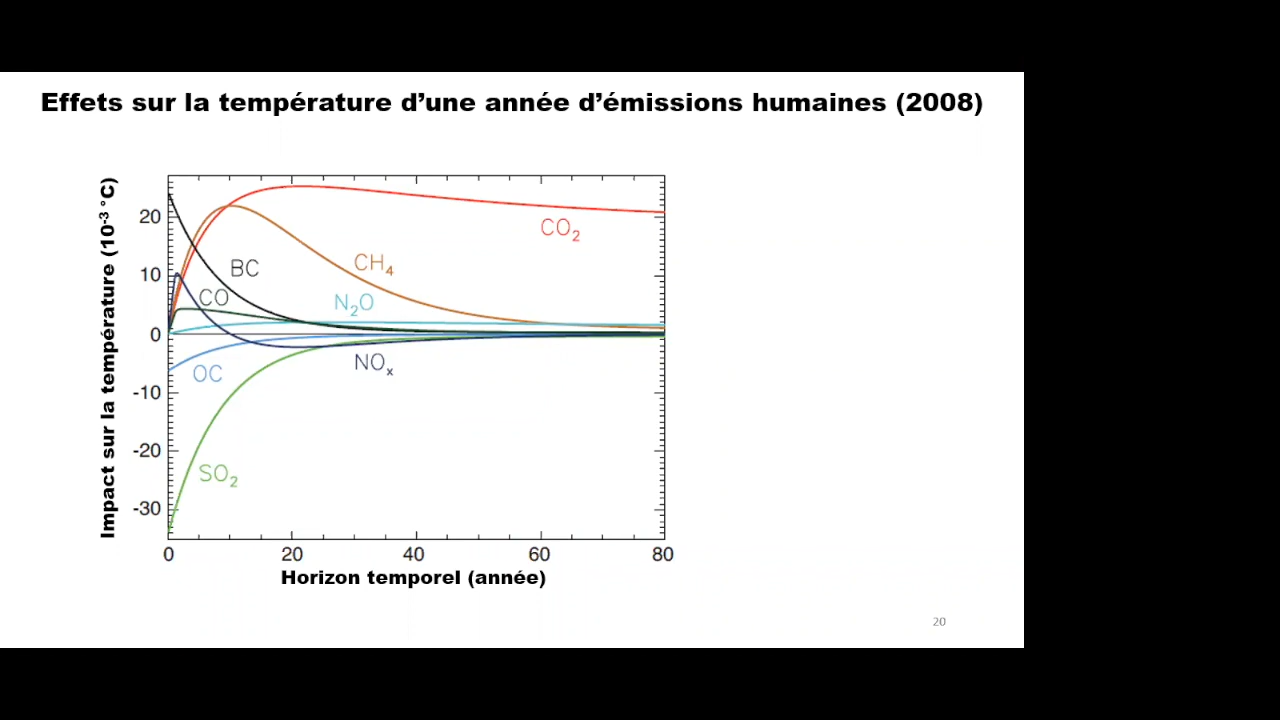 Effets sur la température d’une année d’émissions humaines (2008)
Impact sur la température (10⁻³ °C)
20
10
0
-10
-20
-30
CO₂
BC
CH₄
CO
N₂O
OC
NOₓ
SO₂
0 20 40 60 80
Horizon temporel (année)
20